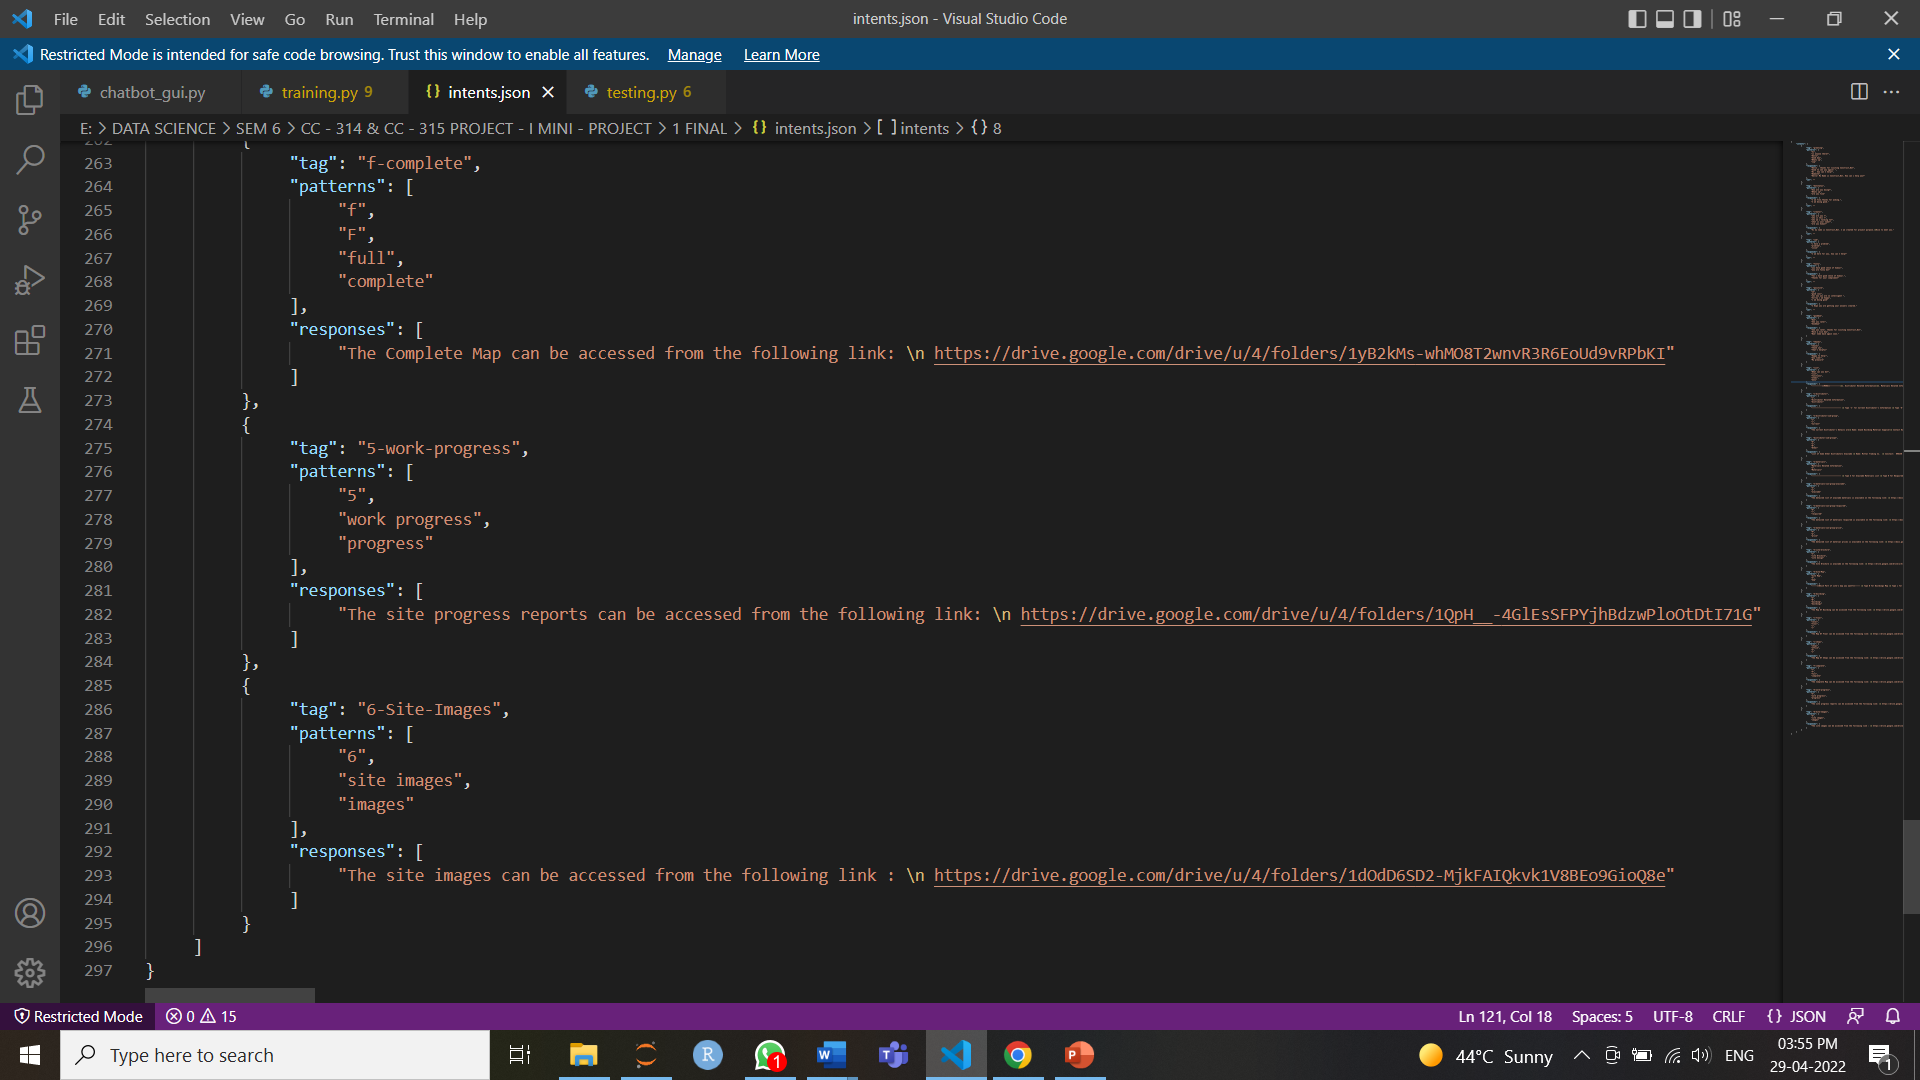 File Edit Selection View Go Run Terminal Help
intents.json - Visual Studio Code
Restricted Mode is intended for safe code browsing. Trust this window to enable all features. Manage Learn More
chatbot_gui.py training.py 9 {} intents.json testing.py 6
E: > DATA SCIENCE > SEM 6 > CC - 314 & CC - 315 PROJECT - I MINI - PROJECT > 1 FINAL > {} intents.json > [ ] intents > {} 8
262 {
263 "tag": "f-complete",
264 "patterns": [
265 "f",
266 "F",
267 "full",
268 "complete"
269 ],
270 "responses": [
271 "The Complete Map can be accessed from the following link: \n https://drive.google.com/drive/u/4/folders/1yB2kMs-whMO8T2wnvR3R6EoUd9vRPbKI"
272 ]
273 },
274 {
275 "tag": "5-work-progress",
276 "patterns": [
277 "5",
278 "work progress",
279 "progress"
280 ],
281 "responses": [
282 "The site progress reports can be accessed from the following link: \n https://drive.google.com/drive/u/4/folders/1QpH__-4GlEsSFPYjhBdzwPloOtDtI71G"
283 ]
284 },
285 {
286 "tag": "6-Site-Images",
287 "patterns": [
288 "6",
289 "site images",
290 "images"
291 ],
292 "responses": [
293 "The site images can be accessed from the following link : \n https://drive.google.com/drive/u/4/folders/1dOdD6SD2-MjkFAIQkvk1V8BEo9GioQ8e"
294 ]
295 }
296 ]
297 }
Restricted Mode 0 15 Ln 121, Col 18 Spaces: 5 UTF-8 CRLF {} JSON
Type here to search
44°C Sunny ENG
03:55 PM
29-04-2022